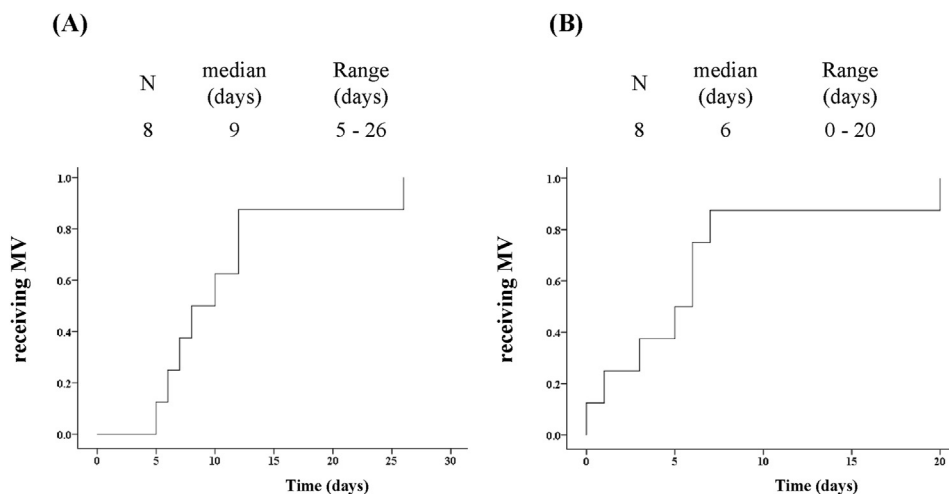 (A)
N median (days) Range (days)
8 9 5 - 26
1.0
0.8
0.6
0.4
0.2
0.0
receiving MV
0 5 10 15 20 25 30
Time (days)
(B)
N median (days) Range (days)
8 6 0 - 20
1.0
0.8
0.6
0.4
0.2
0.0
receiving MV
0 5 10 15 20
Time (days)